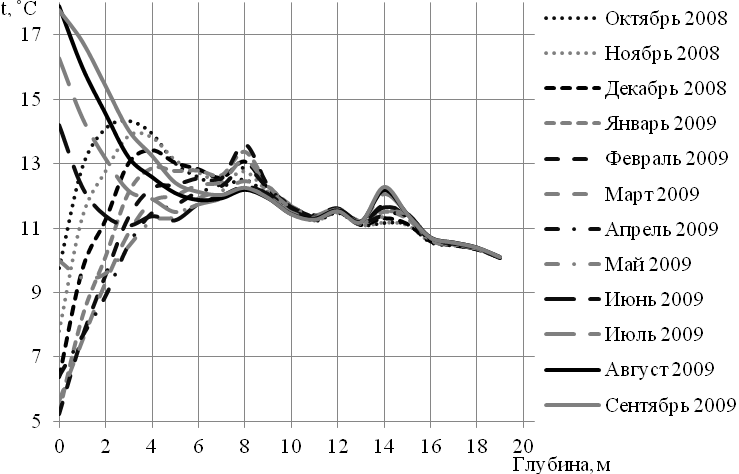 t, ˚C
17
15
13
11
9
7
5
0 2 4 6 8 10 12 14 16 18 20
Глубина, м
Октябрь 2008
Ноябрь 2008
Декабрь 2008
Январь 2009
Февраль 2009
Март 2009
Апрель 2009
Май 2009
Июнь 2009
Июль 2009
Август 2009
Сентябрь 2009